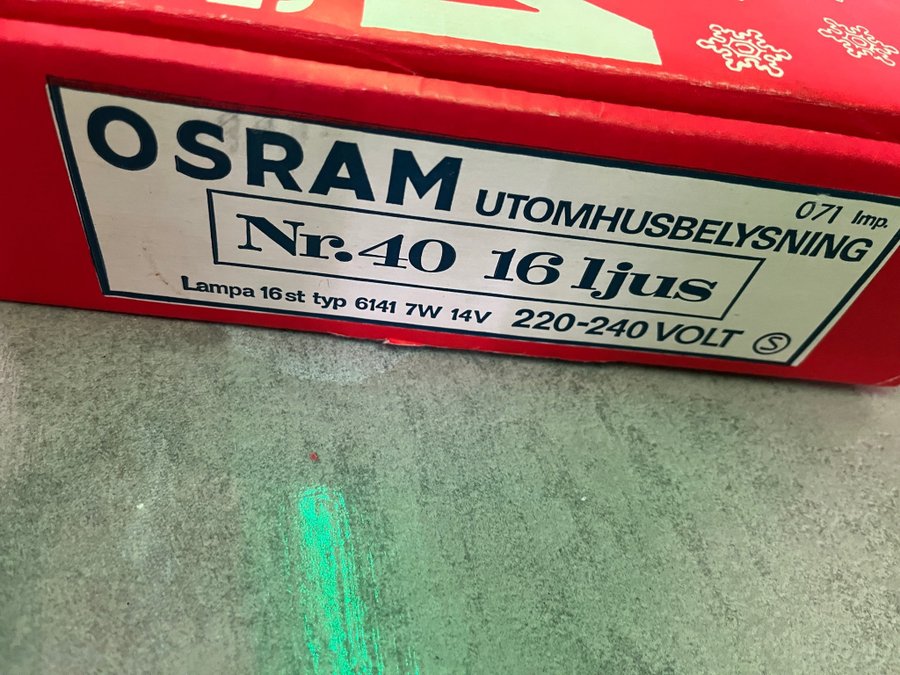 OSRAM UTOMHUSBELYSNING
071 Imp.
Nr.40 16 ljus
Lampa 16 st typ 6141 7W 14V 220-240 VOLT S